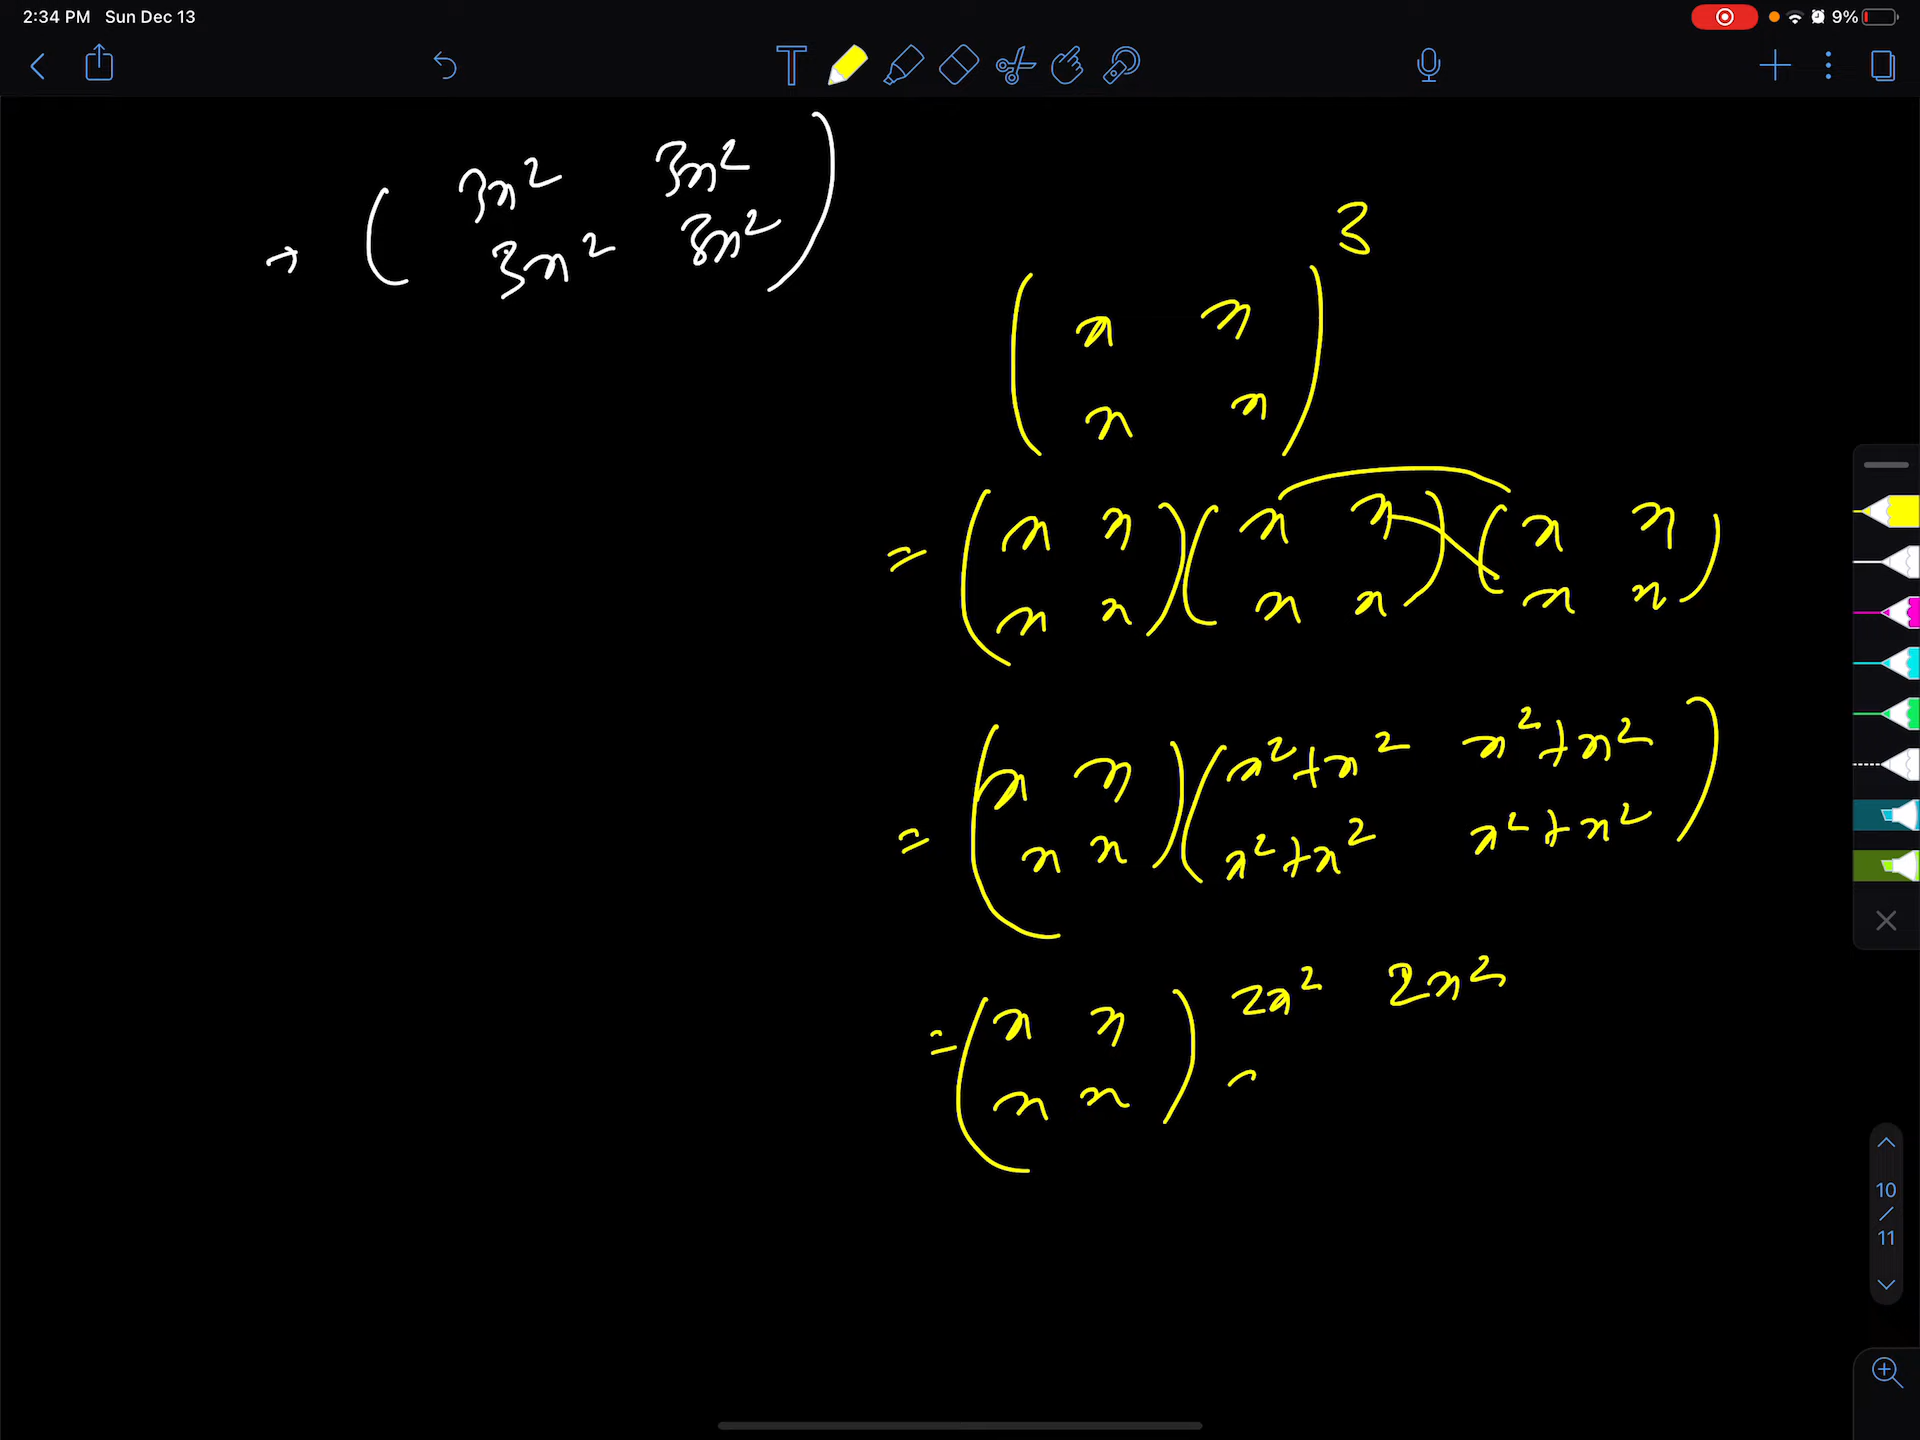 2:34 PM Sun Dec 13
9%
T
→ ( 3x² 3x²
3x² 3x² )
( x x
x x )³
= ( x x
x x ) ( x x
x x ) ( x x
x x )
= ( x x
x x ) ( x²+x² x²+x²
x²+x² x²+x² )
= ( x x
x x ) 2x² 2x²
10
/
11